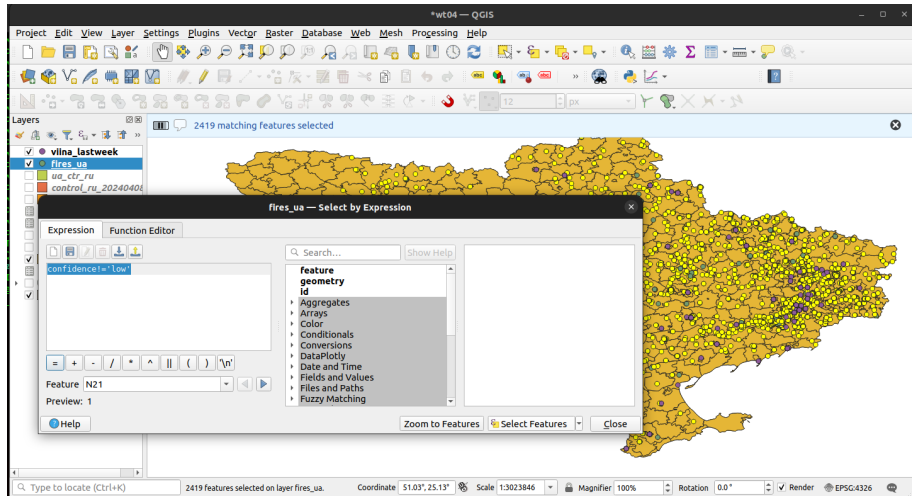 *wt04 — QGIS
Project Edit View Layer Settings Plugins Vector Raster Database Web Mesh Processing Help
abc
12 px
Layers
2419 matching features selected
viina_lastweek
fires_ua
ua_ctr_ru
control_ru_20240408
fires_ua — Select by Expression
Expression Function Editor
Search... Show Help
confidence!='low'
feature
geometry
id
Aggregates
Arrays
Color
Conditionals
Conversions
DataPlotly
Date and Time
Fields and Values
Files and Paths
Fuzzy Matching
= + - / * ^ || ( ) '\n'
Feature N21
Preview: 1
Help Zoom to Features Select Features Close
Type to locate (Ctrl+K) 2419 features selected on layer fires_ua. Coordinate 51.03°,25.13° Scale 1:3023846 Magnifier 100% Rotation 0.0° Render EPSG:4326